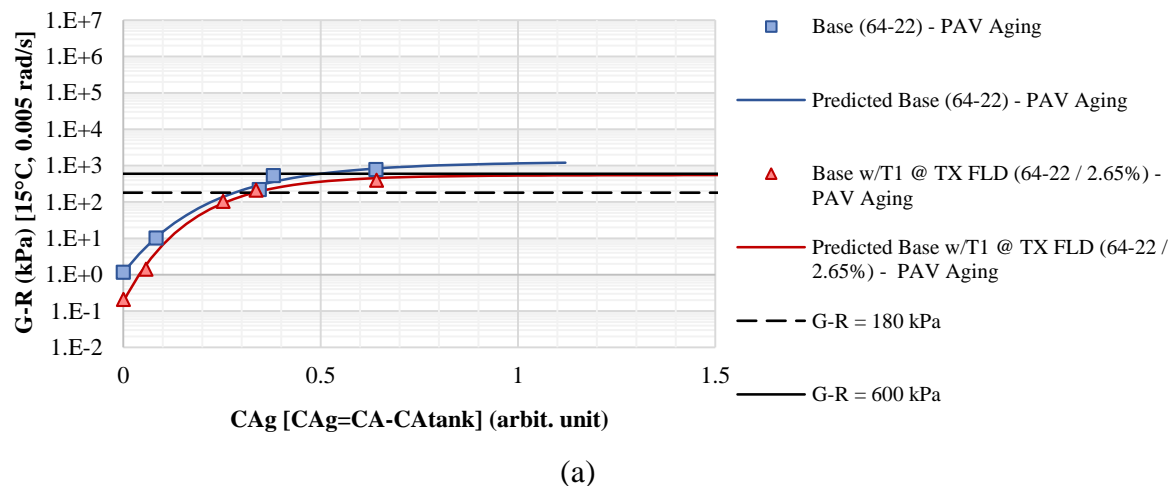 G-R (kPa) [15°C, 0.005 rad/s]
1.E+7
1.E+6
1.E+5
1.E+4
1.E+3
1.E+2
1.E+1
1.E+0
1.E-1
1.E-2
0
0.5
1
1.5
CAg [CAg=CA-CAtank] (arbit. unit)
Base (64-22) - PAV Aging
Predicted Base (64-22) - PAV Aging
Base w/T1 @ TX FLD (64-22 / 2.65%) -
PAV Aging
Predicted Base w/T1 @ TX FLD (64-22 /
2.65%) -  PAV Aging
G-R = 180 kPa
G-R = 600 kPa
(a)